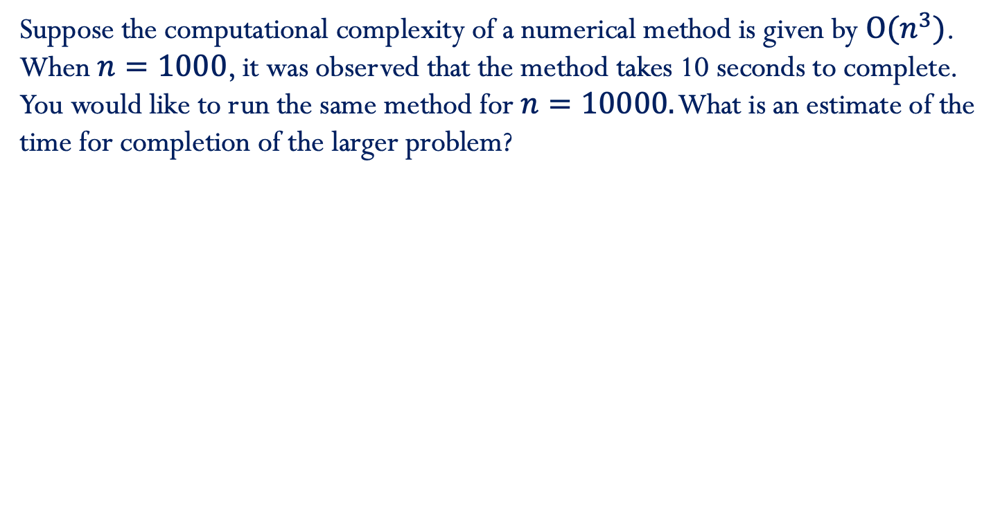 Suppose the computational complexity of a numerical method is given by O(n³).
When n = 1000, it was observed that the method takes 10 seconds to complete.
You would like to run the same method for n = 10000. What is an estimate of the
time for completion of the larger problem?